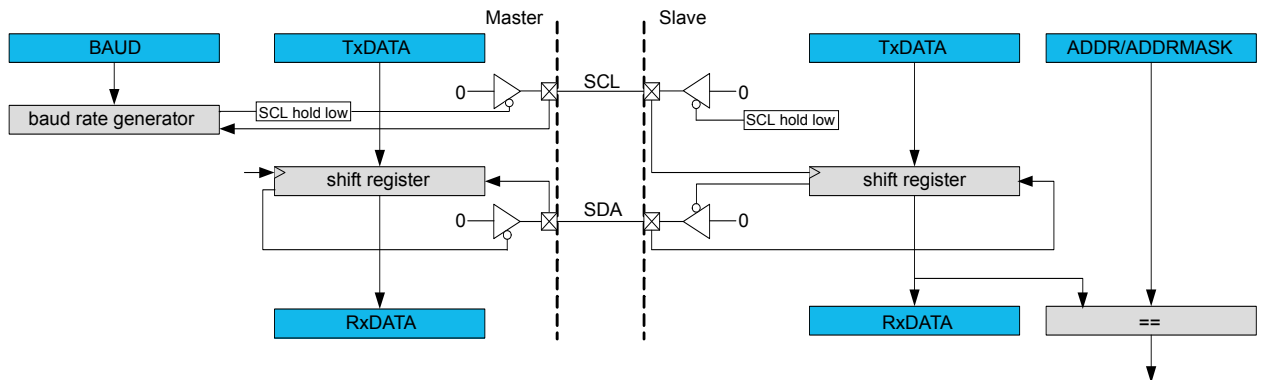 Master
Slave
BAUD
TxDATA
TxDATA
ADDR/ADDRMASK
SCL
0
0
SCL hold low
SCL hold low
baud rate generator
shift register
shift register
SDA
0
0
RxDATA
RxDATA
==